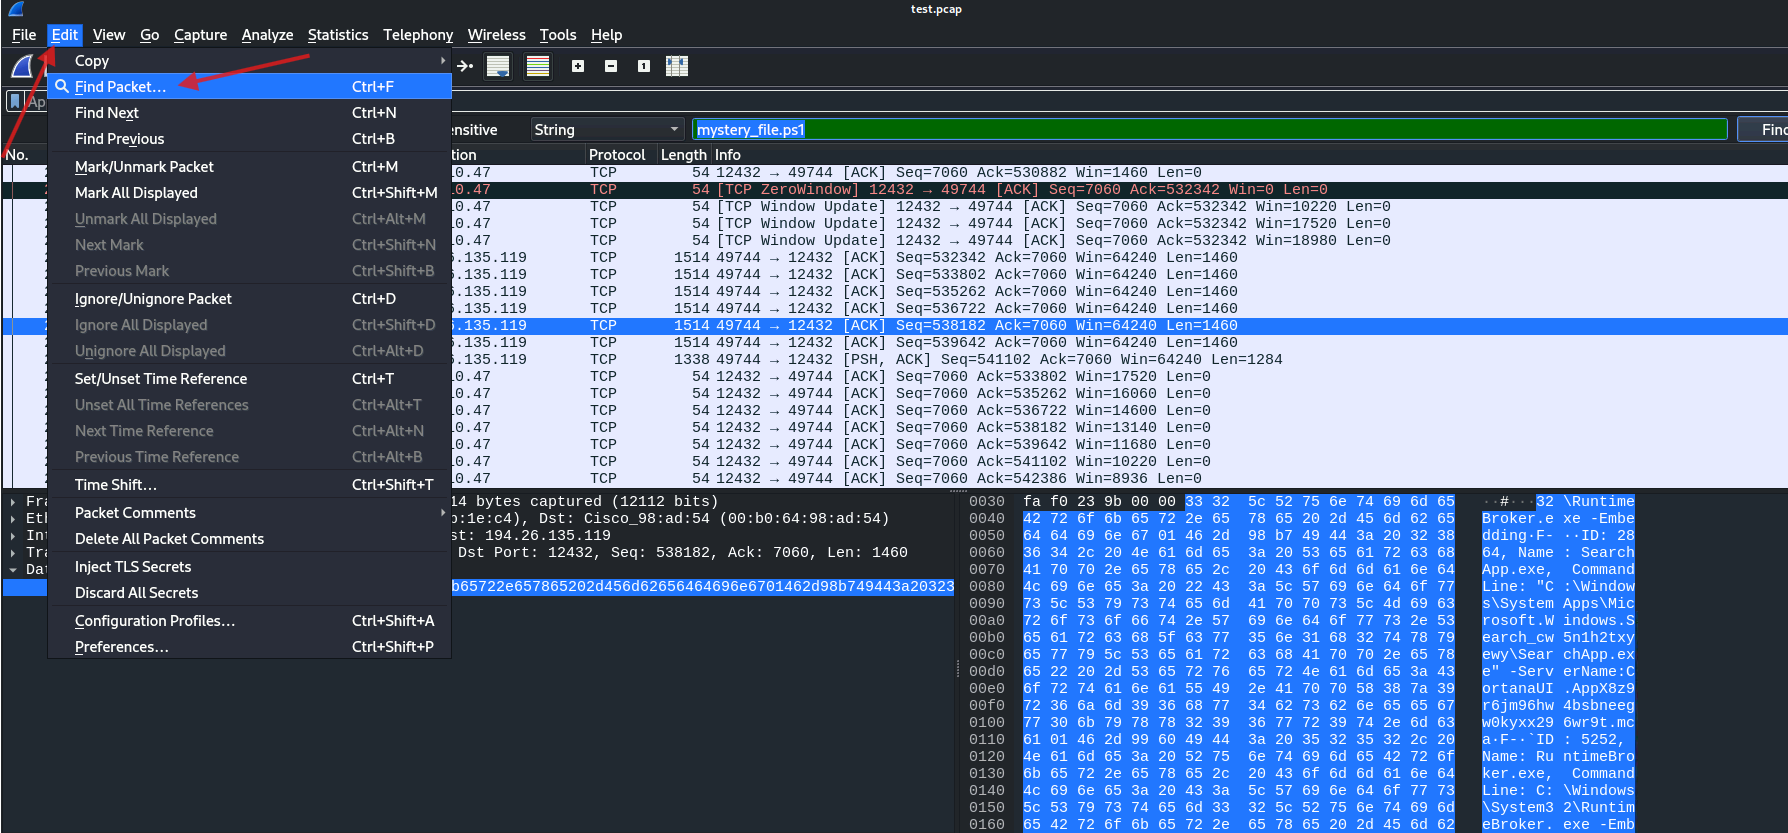 test.pcap
File Edit View Go Capture Analyze Statistics Telephony Wireless Tools Help
Copy
Find Packet… Ctrl+F
Ap
Find Next Ctrl+N
ensitive String mystery_file.ps1 Find
Find Previous Ctrl+B
No. tion Protocol Length Info
Mark/Unmark Packet Ctrl+M
Mark All Displayed Ctrl+Shift+M
Unmark All Displayed Ctrl+Alt+M
Next Mark Ctrl+Shift+N
Previous Mark Ctrl+Shift+B
Ignore/Unignore Packet Ctrl+D
Ignore All Displayed Ctrl+Shift+D
Unignore All Displayed Ctrl+Alt+D
Set/Unset Time Reference Ctrl+T
Unset All Time References Ctrl+Alt+T
Next Time Reference Ctrl+Alt+N
Previous Time Reference Ctrl+Alt+B
Time Shift… Ctrl+Shift+T
Packet Comments
Delete All Packet Comments
Inject TLS Secrets
Discard All Secrets
Configuration Profiles… Ctrl+Shift+A
Preferences… Ctrl+Shift+P
10.47 TCP 54 12432 → 49744 [ACK] Seq=7060 Ack=530882 Win=1460 Len=0
10.47 TCP 54 [TCP ZeroWindow] 12432 → 49744 [ACK] Seq=7060 Ack=532342 Win=0 Len=0
10.47 TCP 54 [TCP Window Update] 12432 → 49744 [ACK] Seq=7060 Ack=532342 Win=10220 Len=0
10.47 TCP 54 [TCP Window Update] 12432 → 49744 [ACK] Seq=7060 Ack=532342 Win=17520 Len=0
10.47 TCP 54 [TCP Window Update] 12432 → 49744 [ACK] Seq=7060 Ack=532342 Win=18980 Len=0
6.135.119 TCP 1514 49744 → 12432 [ACK] Seq=532342 Ack=7060 Win=64240 Len=1460
6.135.119 TCP 1514 49744 → 12432 [ACK] Seq=533802 Ack=7060 Win=64240 Len=1460
6.135.119 TCP 1514 49744 → 12432 [ACK] Seq=535262 Ack=7060 Win=64240 Len=1460
6.135.119 TCP 1514 49744 → 12432 [ACK] Seq=536722 Ack=7060 Win=64240 Len=1460
6.135.119 TCP 1514 49744 → 12432 [ACK] Seq=538182 Ack=7060 Win=64240 Len=1460
6.135.119 TCP 1514 49744 → 12432 [ACK] Seq=539642 Ack=7060 Win=64240 Len=1460
6.135.119 TCP 1338 49744 → 12432 [PSH, ACK] Seq=541102 Ack=7060 Win=64240 Len=1284
10.47 TCP 54 12432 → 49744 [ACK] Seq=7060 Ack=533802 Win=17520 Len=0
10.47 TCP 54 12432 → 49744 [ACK] Seq=7060 Ack=535262 Win=16060 Len=0
10.47 TCP 54 12432 → 49744 [ACK] Seq=7060 Ack=536722 Win=14600 Len=0
10.47 TCP 54 12432 → 49744 [ACK] Seq=7060 Ack=538182 Win=13140 Len=0
10.47 TCP 54 12432 → 49744 [ACK] Seq=7060 Ack=539642 Win=11680 Len=0
10.47 TCP 54 12432 → 49744 [ACK] Seq=7060 Ack=541102 Win=10220 Len=0
10.47 TCP 54 12432 → 49744 [ACK] Seq=7060 Ack=542386 Win=8936 Len=0
Fra 14 bytes captured (12112 bits)
Eth b:1e:c4), Dst: Cisco_98:ad:54 (00:b0:64:98:ad:54)
Int st: 194.26.135.119
Tra Dst Port: 12432, Seq: 538182, Ack: 7060, Len: 1460
Dat
b65722e657865202d456d62656464696e6701462d98b749443a20323
0030 fa f0 23 9b 00 00 33 32 5c 52 75 6e 74 69 6d 65 ··#···32 \Runtime
0040 42 72 6f 6b 65 72 2e 65 78 65 20 2d 45 6d 62 65 Broker.e xe -Embe
0050 64 64 69 6e 67 01 46 2d 98 b7 49 44 3a 20 32 38 dding·F- ··ID: 28
0060 36 34 2c 20 4e 61 6d 65 3a 20 53 65 61 72 63 68 64, Name : Search
0070 41 70 70 2e 65 78 65 2c 20 43 6f 6d 6d 61 6e 64 App.exe, Command
0080 4c 69 6e 65 3a 20 22 43 3a 5c 57 69 6e 64 6f 77 Line: "C :\Window
0090 73 5c 53 79 73 74 65 6d 41 70 70 73 5c 4d 69 63 s\System Apps\Mic
00a0 72 6f 73 6f 66 74 2e 57 69 6e 64 6f 77 73 2e 53 rosoft.W indows.S
00b0 65 61 72 63 68 5f 63 77 35 6e 31 68 32 74 78 79 earch_cw 5n1h2txy
00c0 65 77 79 5c 53 65 61 72 63 68 41 70 70 2e 65 78 ewy\Sear chApp.ex
00d0 65 22 20 2d 53 65 72 76 65 72 4e 61 6d 65 3a 43 e" -Serv erName:C
00e0 6f 72 74 61 6e 61 55 49 2e 41 70 70 58 38 7a 39 ortanaUI .AppX8z9
00f0 72 36 6a 6d 39 36 68 77 34 62 73 62 6e 65 65 67 r6jm96hw 4bsbneeg
0100 77 30 6b 79 78 78 32 39 36 77 72 39 74 2e 6d 63 w0kyxx29 6wr9t.mc
0110 61 01 46 2d 99 60 49 44 3a 20 35 32 35 32 2c 20 a·F-·`ID : 5252,
0120 4e 61 6d 65 3a 20 52 75 6e 74 69 6d 65 42 72 6f Name: Ru ntimeBro
0130 6b 65 72 2e 65 78 65 2c 20 43 6f 6d 6d 61 6e 64 ker.exe, Command
0140 4c 69 6e 65 3a 20 43 3a 5c 57 69 6e 64 6f 77 73 Line: C: \Windows
0150 5c 53 79 73 74 65 6d 33 32 5c 52 75 6e 74 69 6d \System3 2\Runtim
0160 65 42 72 6f 6b 65 72 2e 65 78 65 20 2d 45 6d 62 eBroker. exe -Emb